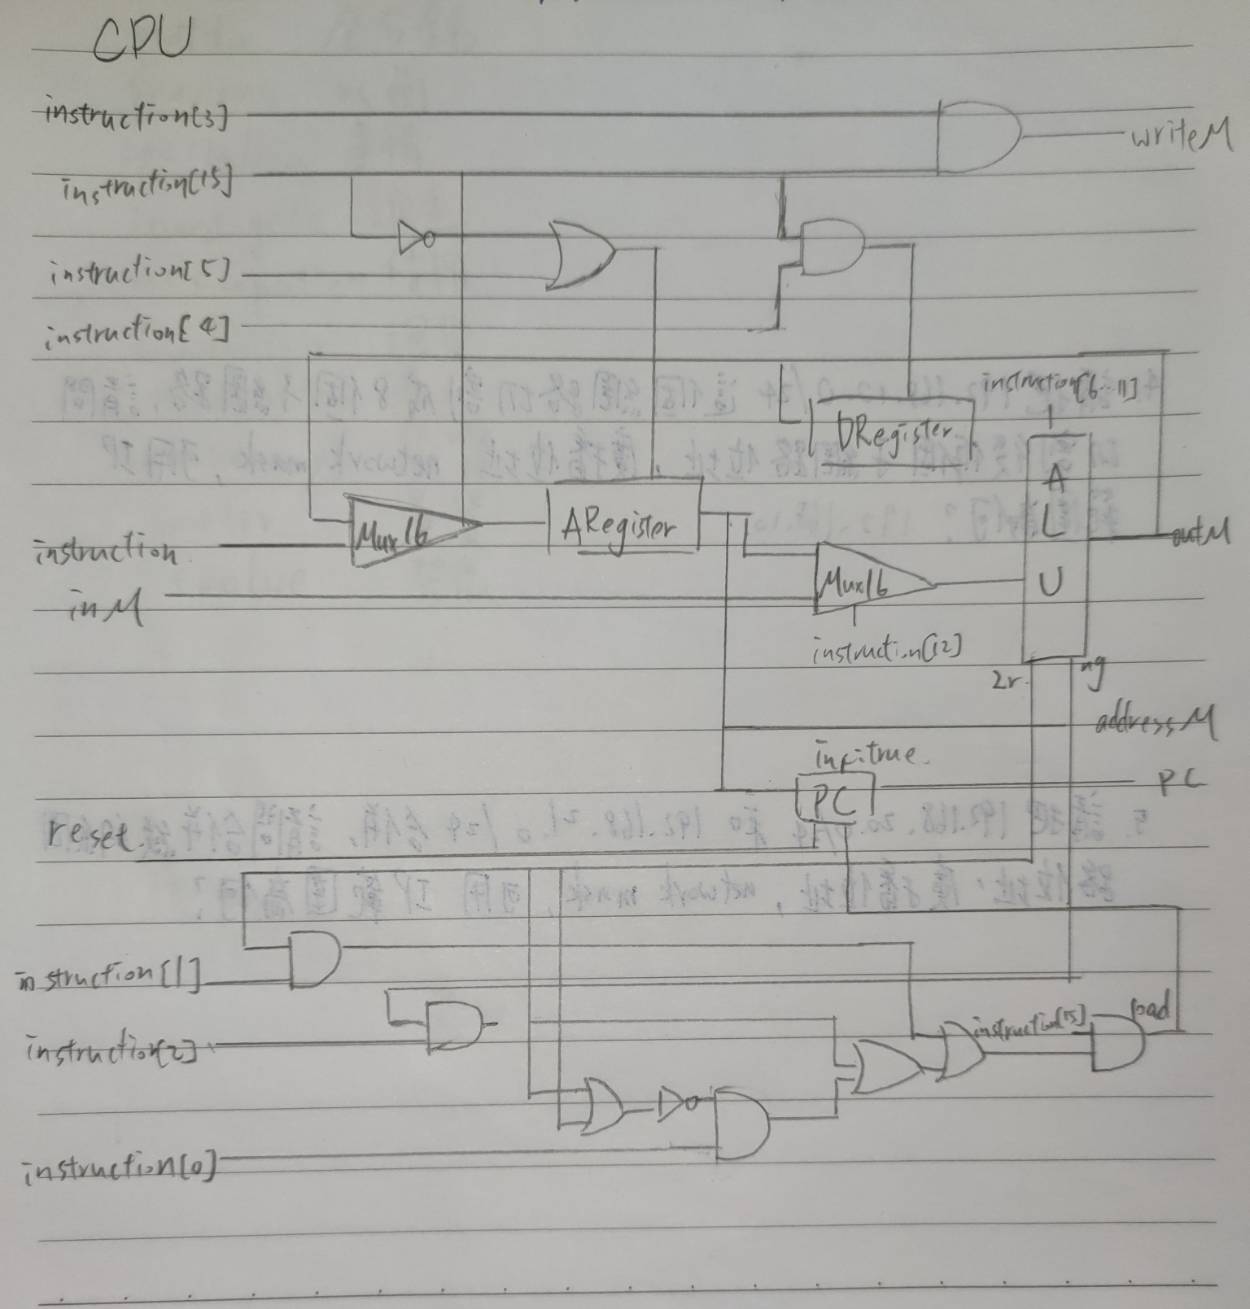 CPU
instruction[3]
writeM
instruction[15]
instruction[5]
instruction[4]
instruction[6..11]
DRegister
ALU
Mux16
ARegister
instruction
outM
inM
Mux16
instruction[12]
zr
ng
addressM
inc=true
PC
PC
reset
instruction[1]
load
instruction[15]
instruction[2]
instruction[0]